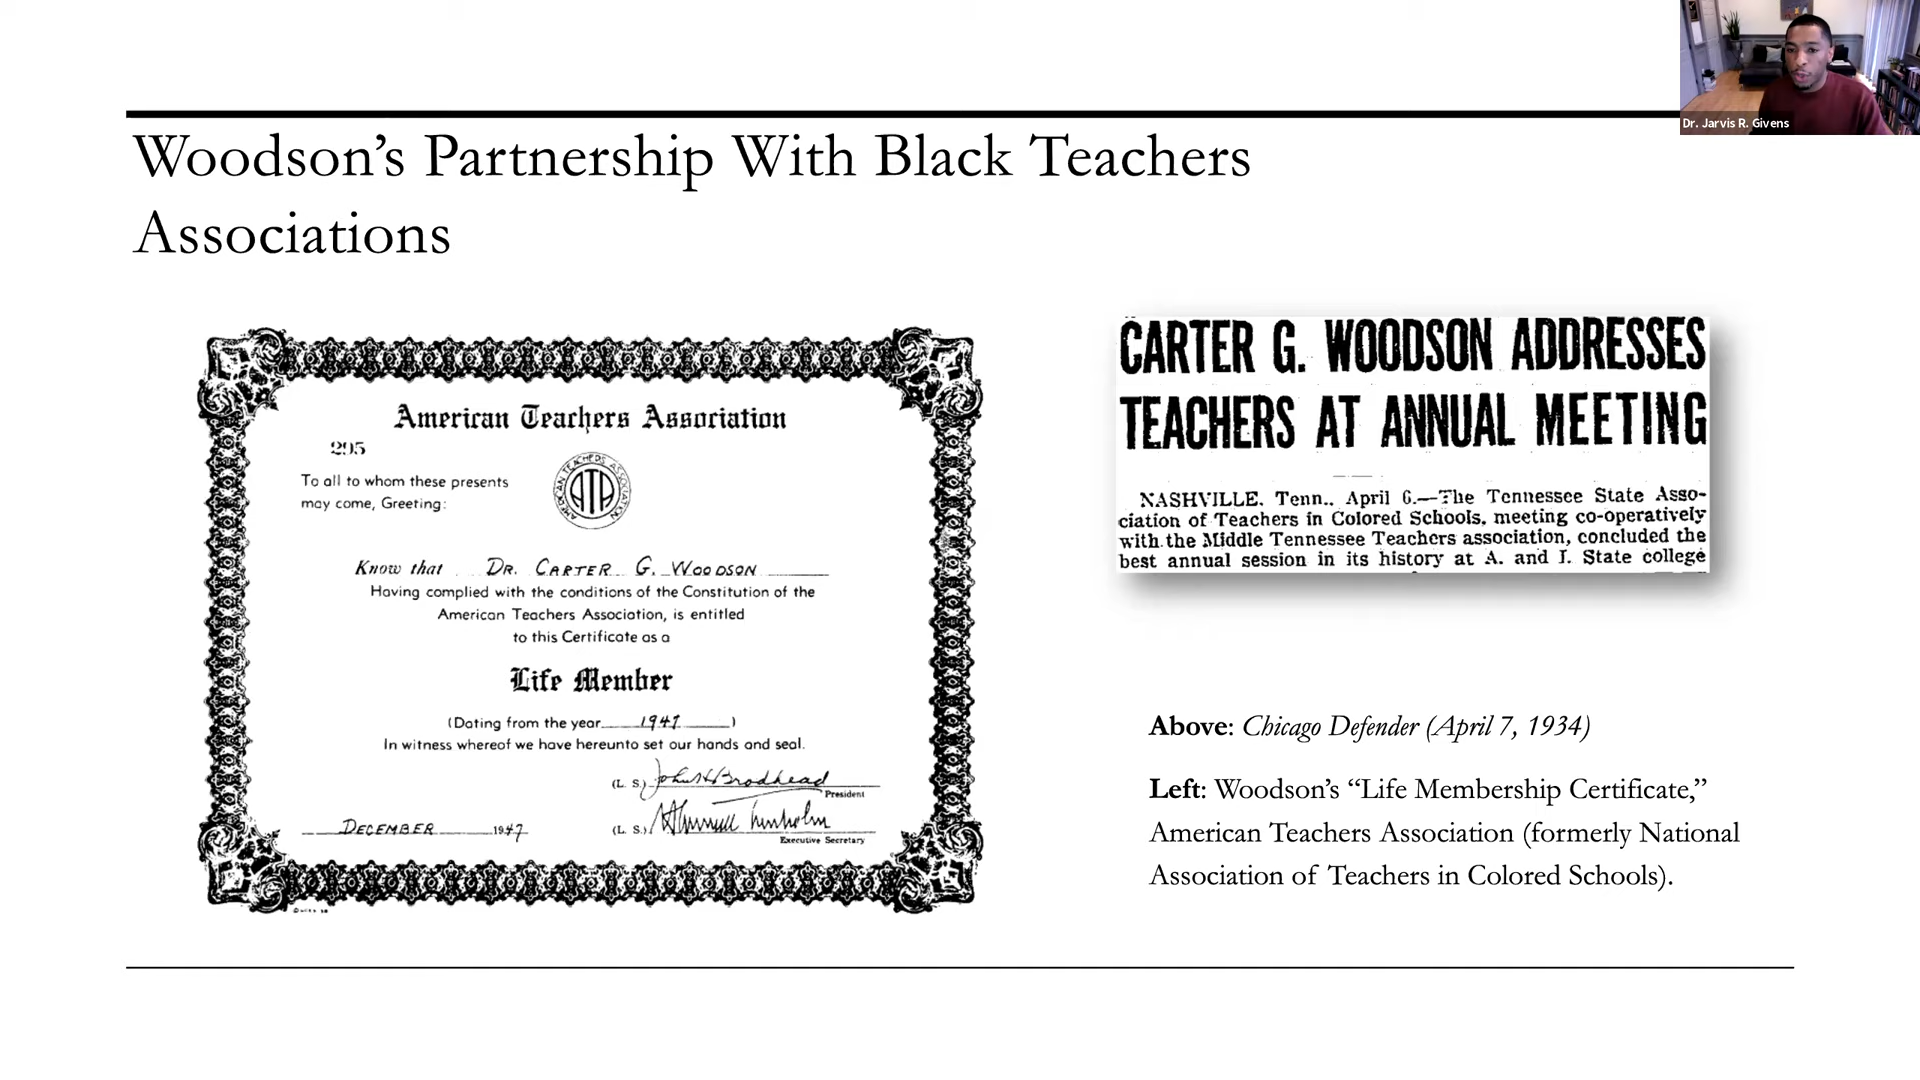 Dr. Jarvis R. Givens
Woodson’s Partnership With Black Teachers
Associations
American Teachers Association
295
To all to whom these presents
may come, Greeting:
AMERICAN TEACHERS ASSOCIATION
ATA
Know that DR. CARTER G. WOODSON
Having complied with the conditions of the Constitution of the
American Teachers Association, is entitled
to this Certificate as a
Life Member
(Dating from the year 1947)
In witness whereof we have hereunto set our hands and seal.
(L. S.) John H Brodhead
President
DECEMBER 1947
(L. S.)
Executive Secretary
CARTER G. WOODSON ADDRESSES
TEACHERS AT ANNUAL MEETING
NASHVILLE, Tenn., April 6.—The Tennessee State Asso-
ciation of Teachers in Colored Schools, meeting co-operatively
with the Middle Tennessee Teachers association, concluded the
best annual session in its history at A. and I. State college
Above: Chicago Defender (April 7, 1934)
Left: Woodson’s “Life Membership Certificate,”
American Teachers Association (formerly National
Association of Teachers in Colored Schools).